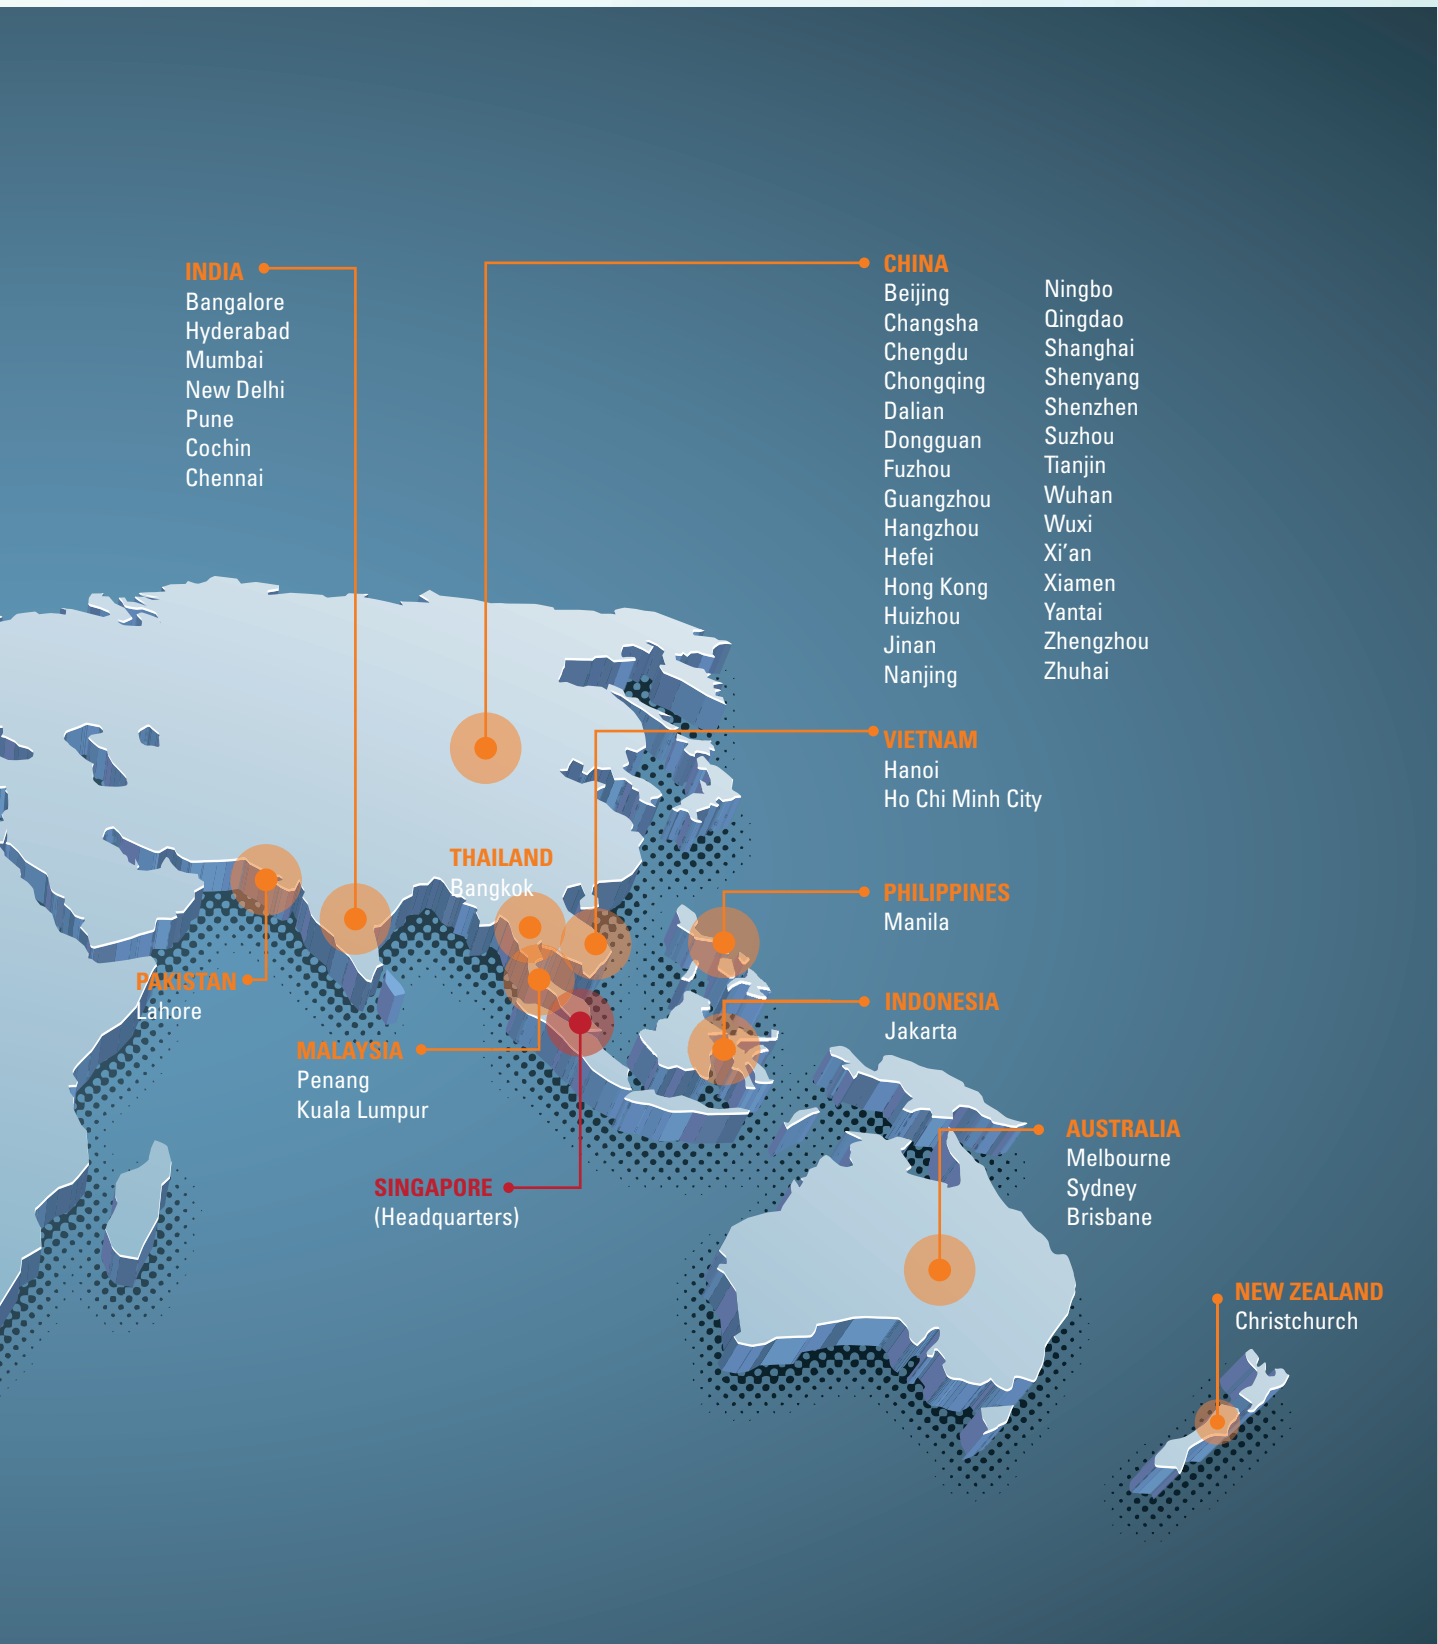 INDIA
Bangalore
Hyderabad
Mumbai
New Delhi
Pune
Cochin
Chennai
CHINA
Beijing
Changsha
Chengdu
Chongqing
Dalian
Dongguan
Fuzhou
Guangzhou
Hangzhou
Hefei
Hong Kong
Huizhou
Jinan
Nanjing
Ningbo
Qingdao
Shanghai
Shenyang
Shenzhen
Suzhou
Tianjin
Wuhan
Wuxi
Xi’an
Xiamen
Yantai
Zhengzhou
Zhuhai
VIETNAM
Hanoi
Ho Chi Minh City
THAILAND
Bangkok
PHILIPPINES
Manila
PAKISTAN
Lahore
INDONESIA
Jakarta
MALAYSIA
Penang
Kuala Lumpur
AUSTRALIA
Melbourne
Sydney
Brisbane
SINGAPORE
(Headquarters)
NEW ZEALAND
Christchurch